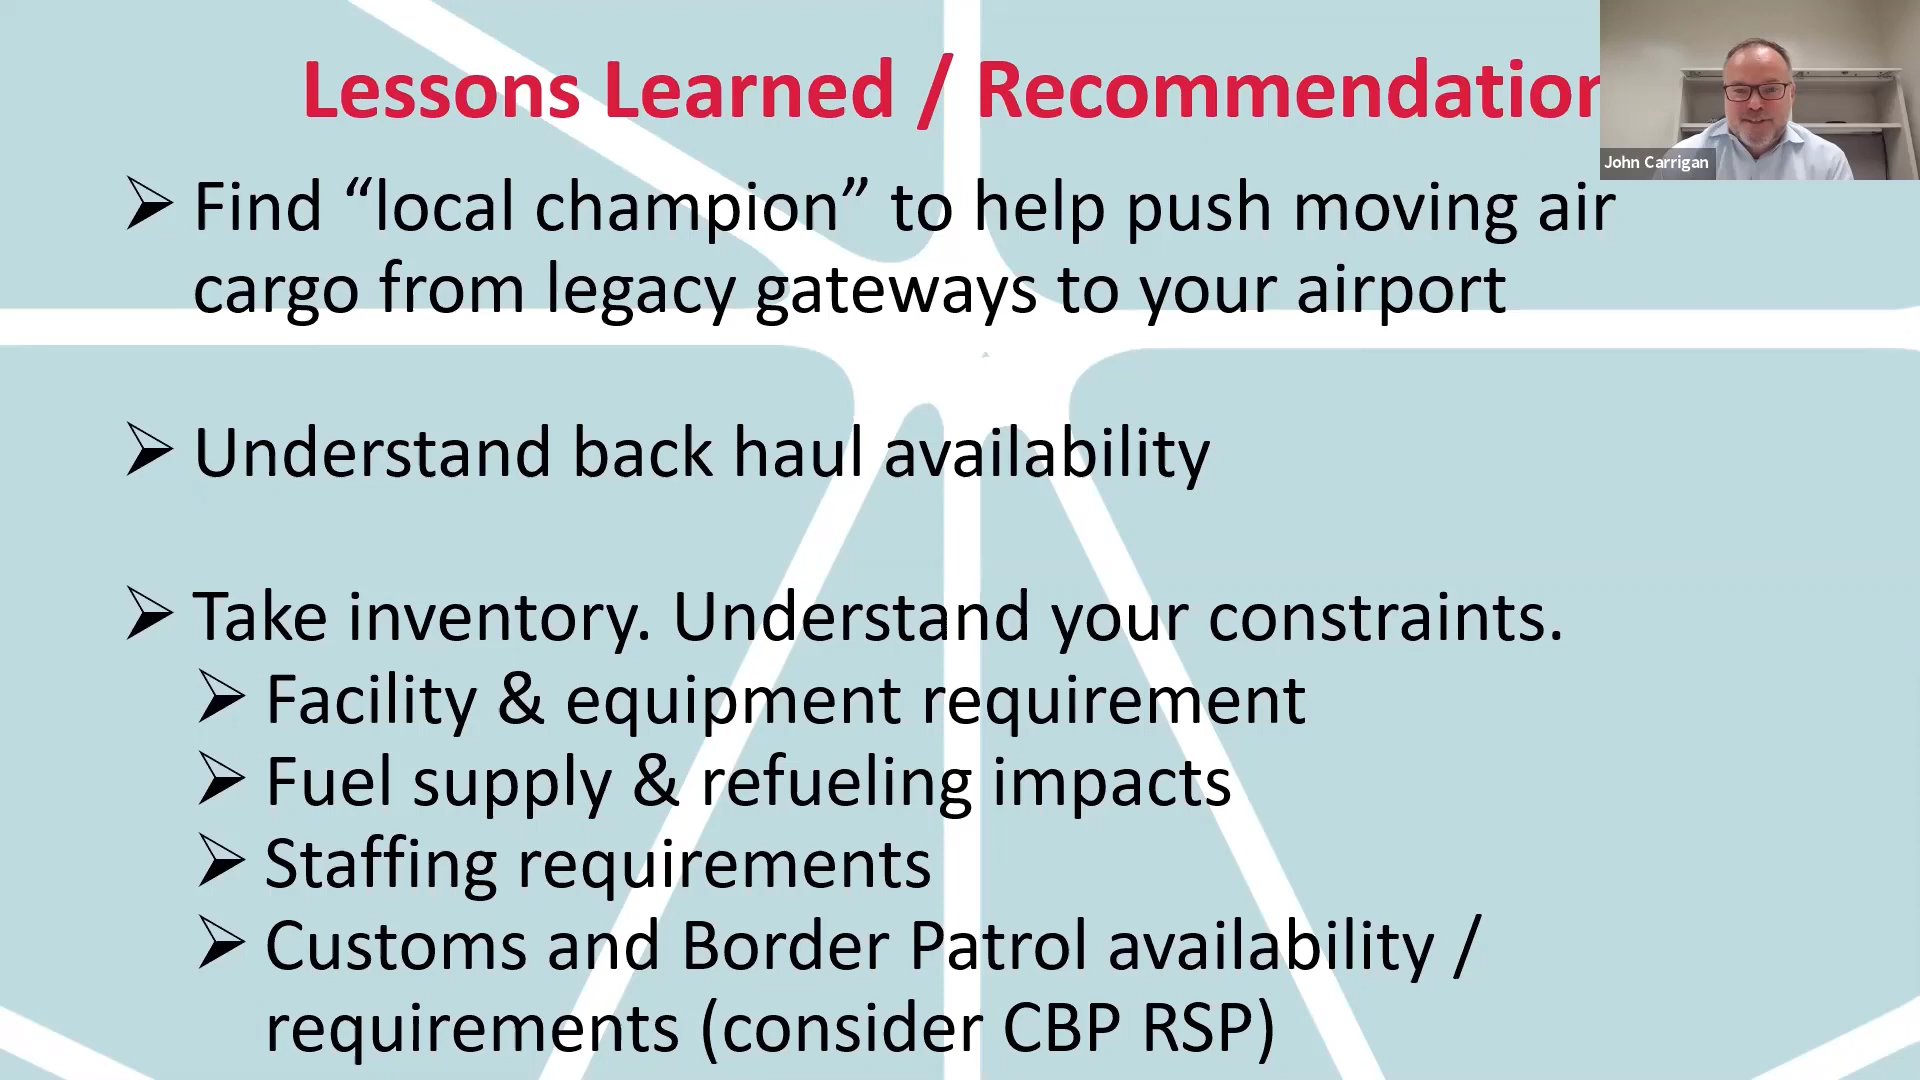 Lessons Learned / Recommendation
John Carrigan
➢ Find “local champion” to help push moving air
cargo from legacy gateways to your airport
➢ Understand back haul availability
➢ Take inventory. Understand your constraints.
➢ Facility & equipment requirement
➢ Fuel supply & refueling impacts
➢ Staffing requirements
➢ Customs and Border Patrol availability /
requirements (consider CBP RSP)